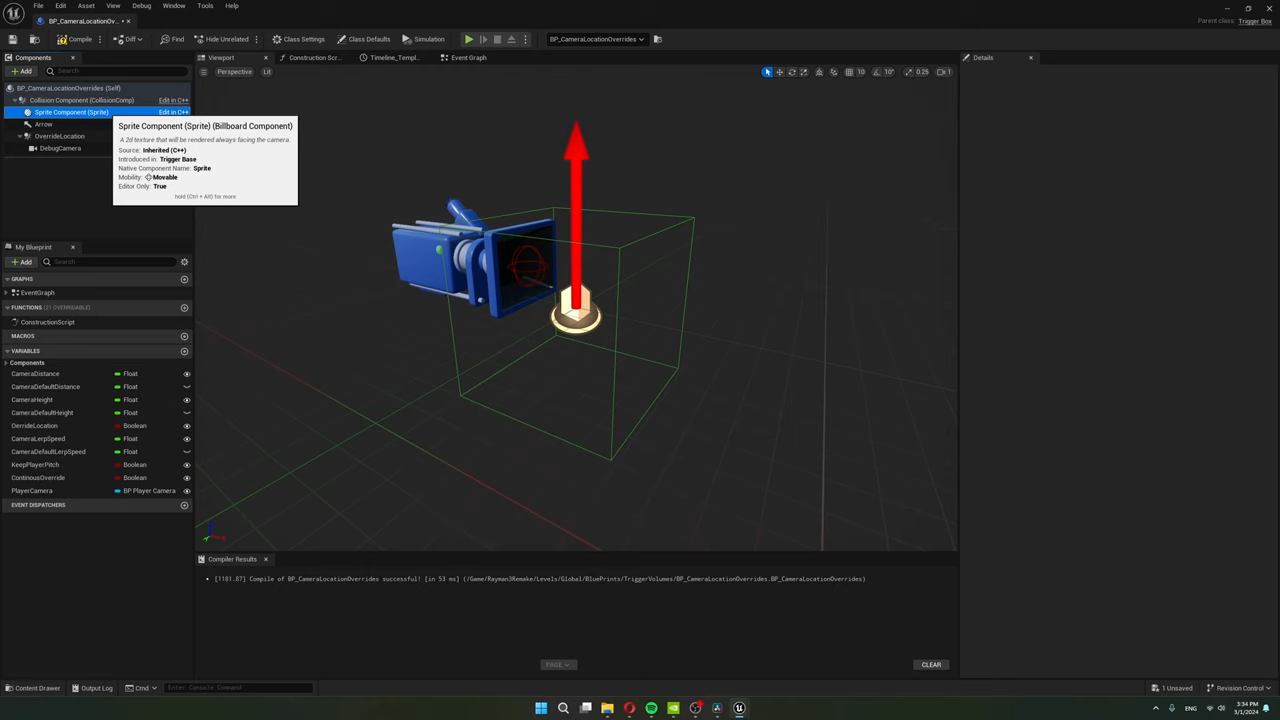 File Edit Asset View Debug Window Tools Help
BP_CameraLocationOv...
Parent class: Trigger Box
Compile Diff Find Hide Unrelated Class Settings Class Defaults Simulation BP_CameraLocationOverrides
Components Viewport Construction Scr... Timeline_Templ... Event Graph Details
Add Search Perspective Lit 10 10° 0.25 1
BP_CameraLocationOverrides (Self)
Collision Component (CollisionComp) Edit in C++
Sprite Component (Sprite) Edit in C++
Arrow
OverrideLocation
DebugCamera
Sprite Component (Sprite) (Billboard Component)
A 2d texture that will be rendered always facing the camera.
Source: Inherited (C++)
Introduced in: Trigger Base
Native Component Name: Sprite
Mobility: Movable
Editor Only: True
hold (Ctrl + Alt) for more
My Blueprint
Add Search
GRAPHS
EventGraph
FUNCTIONS (21 OVERRIDABLE)
ConstructionScript
MACROS
VARIABLES
Components
CameraDistance Float
CameraDefaultDistance Float
CameraHeight Float
CameraDefaultHeight Float
OerrideLocation Boolean
CameraLerpSpeed Float
CameraDefaultLerpSpeed Float
KeepPlayerPitch Boolean
ContinousOverride Boolean
PlayerCamera BP Player Camera
EVENT DISPATCHERS
Compiler Results
[1181.87] Compile of BP_CameraLocationOverrides successful! [in 53 ms] (/Game/Rayman3Remake/Levels/Global/BluePrints/TriggerVolumes/BP_CameraLocationOverrides.BP_CameraLocationOverrides)
PAGE CLEAR
Content Drawer Output Log Cmd Enter Console Command 1 Unsaved Revision Control
ENG 3:34 PM
3/1/2024